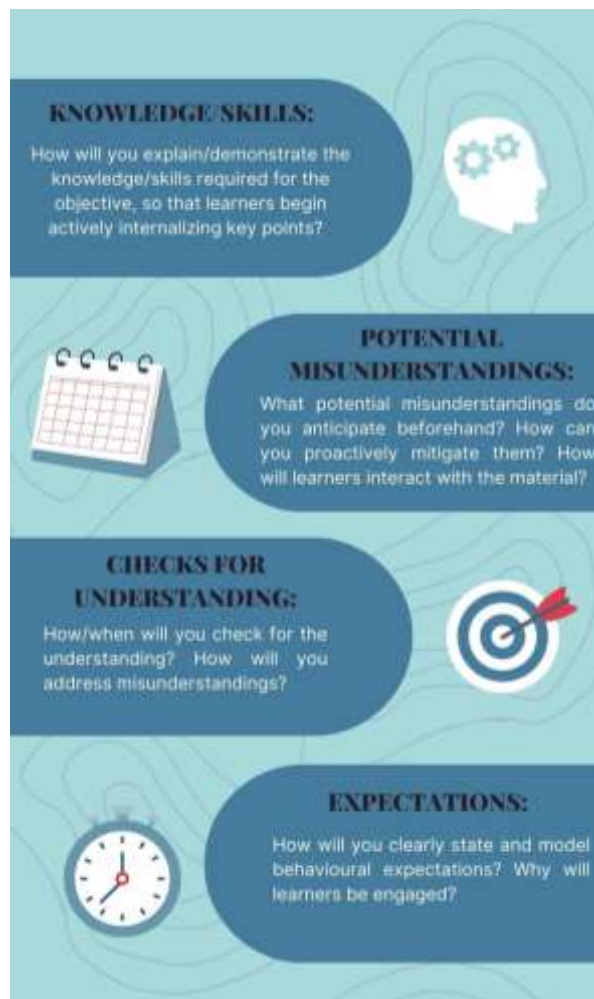 KNOWLEDGE/SKILLS:
How will you explain/demonstrate the
knowledge/skills required for the
objective, so that learners begin
actively internalizing key points?
POTENTIAL
MISUNDERSTANDINGS:
What potential misunderstandings do
you anticipate beforehand? How can
you proactively mitigate them? How
will learners interact with the material?
CHECKS FOR
UNDERSTANDING:
How/when will you check for the
understanding? How will you
address misunderstandings?
EXPECTATIONS:
How will you clearly state and model
behavioural expectations? Why will
learners be engaged?